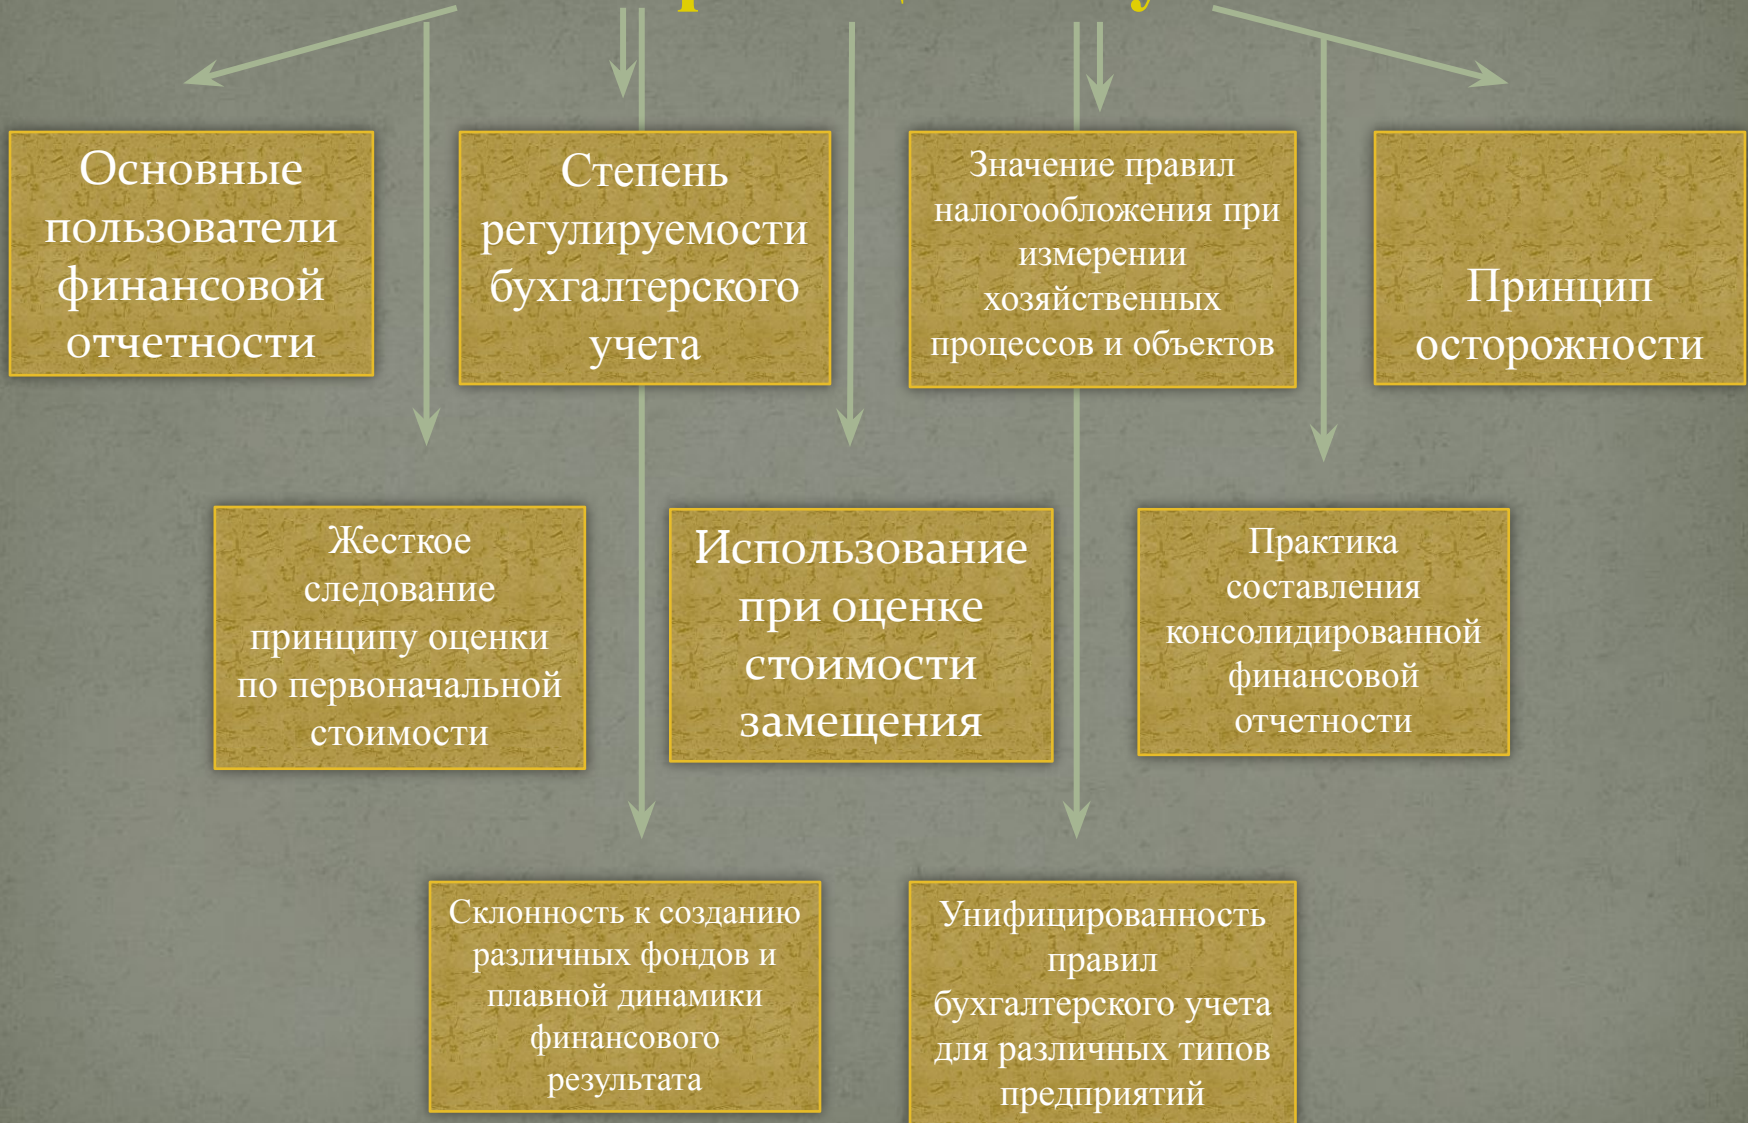 Основные
пользователи
финансовой
отчетности
Степень
регулируемости
бухгалтерского
учета
Значение правил
налогообложения при
измерении
хозяйственных
процессов и объектов
Принцип
осторожности
Жесткое
следование
принципу оценки
по первоначальной
стоимости
Использование
при оценке
стоимости
замещения
Практика
составления
консолидированной
финансовой
отчетности
Склонность к созданию
различных фондов и
плавной динамики
финансового
результата
Унифицированность
правил
бухгалтерского учета
для различных типов
предприятий